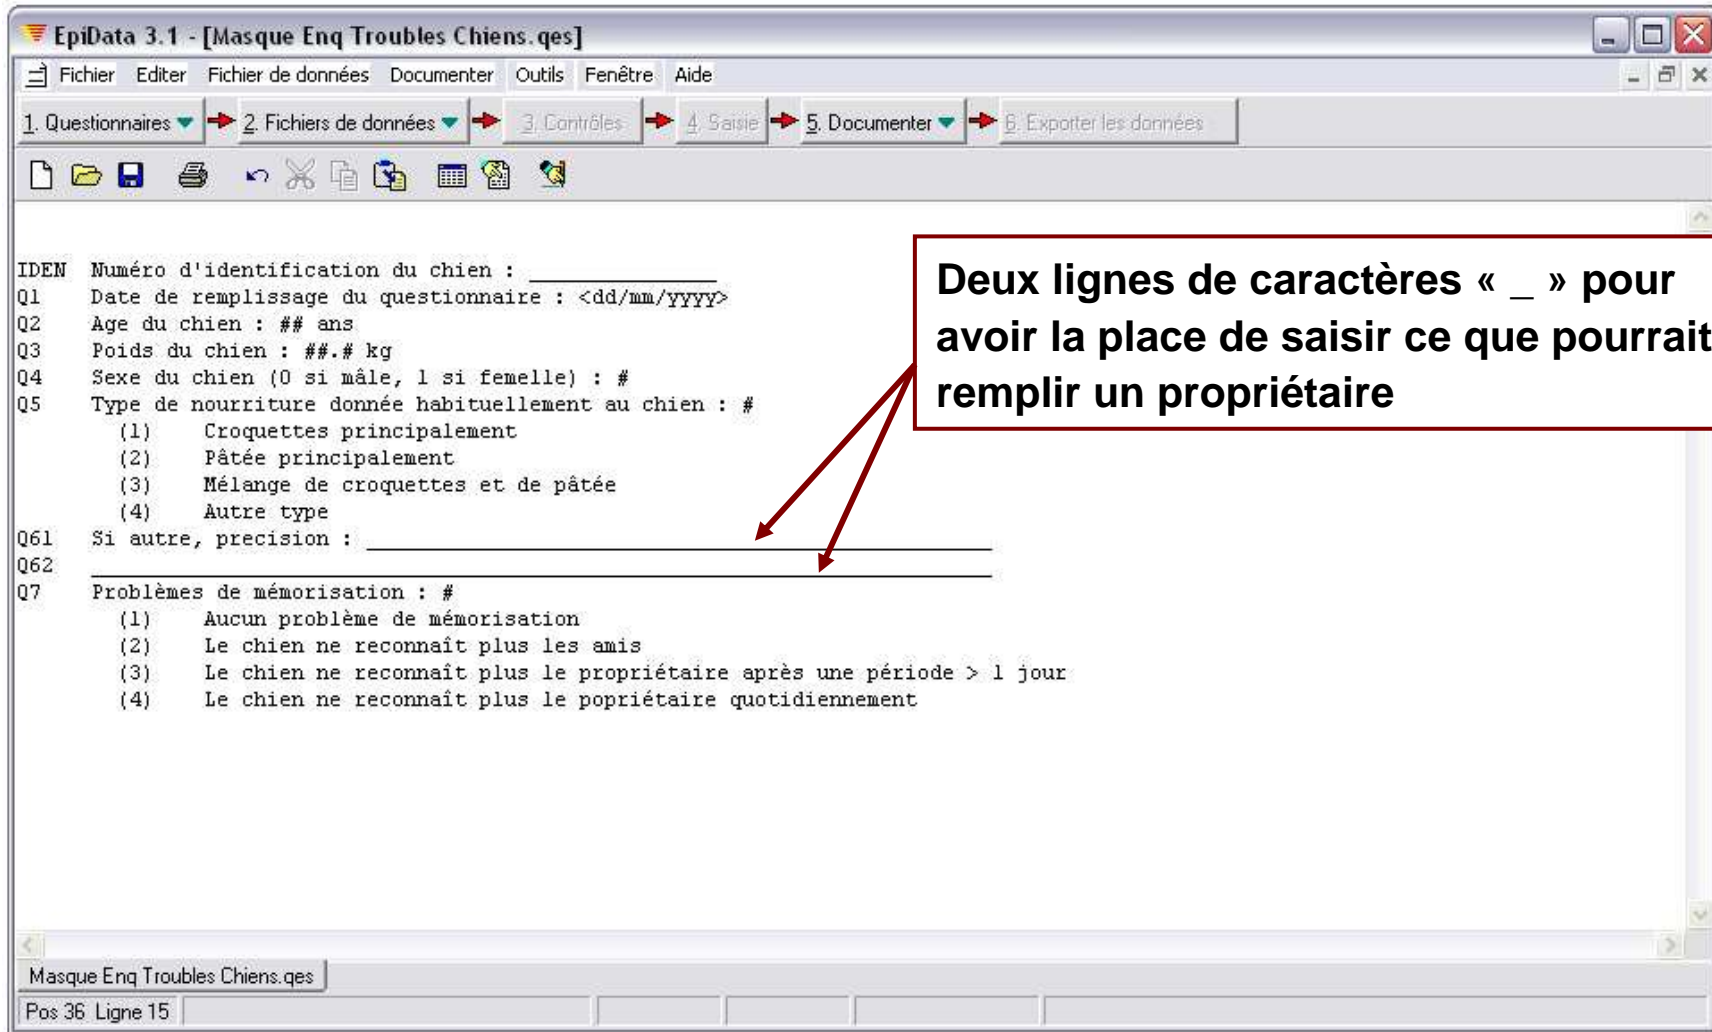 EpiData 3.1 - [Masque Enq Troubles Chiens.qes]
Fichier Editer Fichier de données Documenter Outils Fenêtre Aide
1. Questionnaires 2. Fichiers de données 3. Contrôles 4. Saisie 5. Documenter 6. Exporter les données
IDEN Numéro d'identification du chien : _______________
Q1 Date de remplissage du questionnaire : <dd/mm/yyyy>
Q2 Age du chien : ## ans
Q3 Poids du chien : ##.# kg
Q4 Sexe du chien (0 si mâle, 1 si femelle) : #
Q5 Type de nourriture donnée habituellement au chien : #
(1) Croquettes principalement
(2) Pâtée principalement
(3) Mélange de croquettes et de pâtée
(4) Autre type
Q61 Si autre, precision : __________________________________________________
Q62 ________________________________________________________________________
Q7 Problèmes de mémorisation : #
(1) Aucun problème de mémorisation
(2) Le chien ne reconnaît plus les amis
(3) Le chien ne reconnaît plus le propriétaire après une période > 1 jour
(4) Le chien ne reconnaît plus le popriétaire quotidiennement
Deux lignes de caractères « _ » pour
avoir la place de saisir ce que pourrait
remplir un propriétaire
Masque Enq Troubles Chiens.qes
Pos 36 Ligne 15